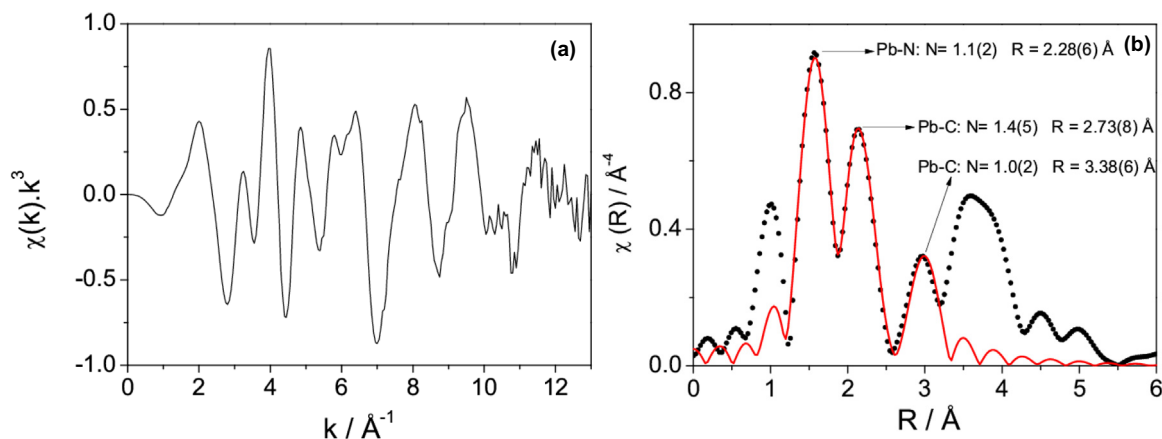 1.0
0.5
0.0
-0.5
-1.0
χ(k).k³
(a)
0 2 4 6 8 10 12
k / Å⁻¹
0.8
0.4
0.0
χ (R) / Å⁻⁴
(b)
Pb-N: N= 1.1(2) R = 2.28(6) Å
Pb-C: N= 1.4(5) R = 2.73(8) Å
Pb-C: N= 1.0(2) R = 3.38(6) Å
0 1 2 3 4 5 6
R / Å